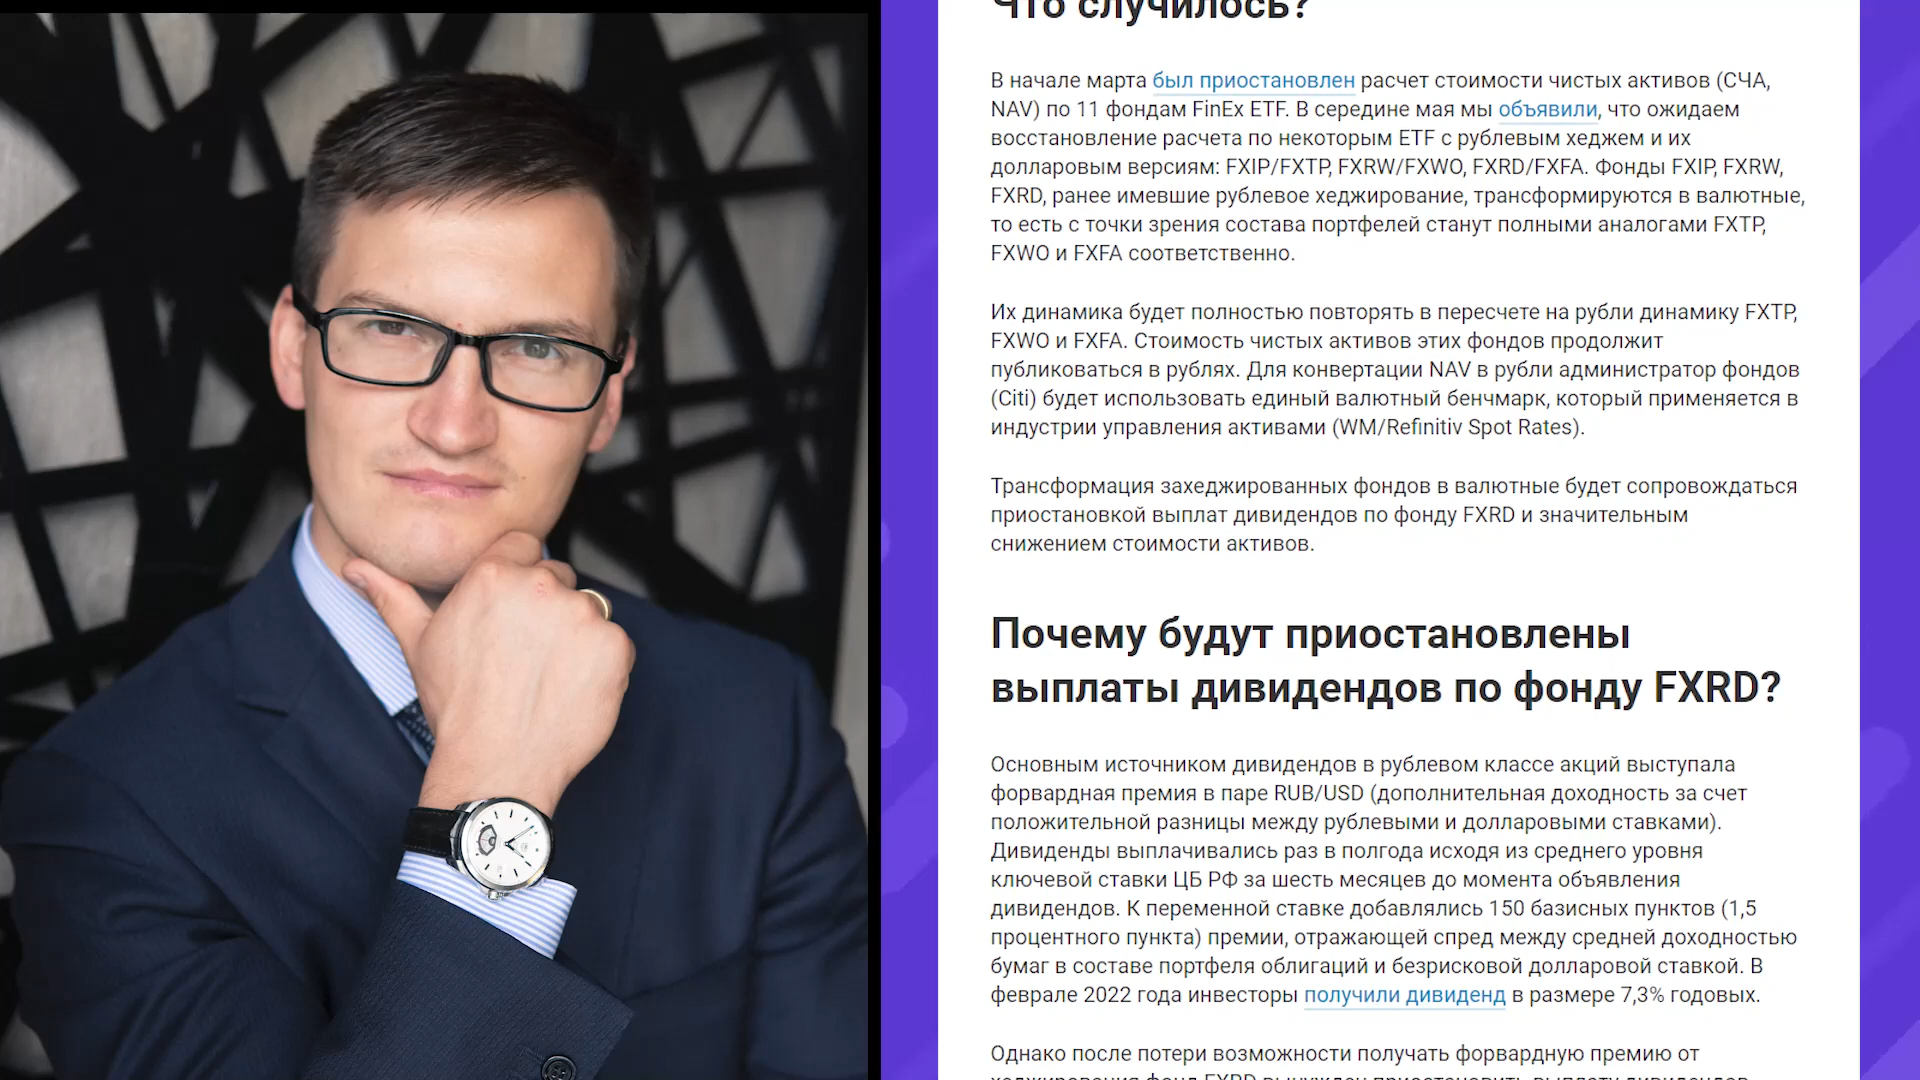 Что случилось?
В начале марта был приостановлен расчет стоимости чистых активов (СЧА,
NAV) по 11 фондам FinEx ETF. В середине мая мы объявили, что ожидаем
восстановление расчета по некоторым ETF с рублевым хеджем и их
долларовым версиям: FXIP/FXTP, FXRW/FXWO, FXRD/FXFA. Фонды FXIP, FXRW,
FXRD, ранее имевшие рублевое хеджирование, трансформируются в валютные,
то есть с точки зрения состава портфелей станут полными аналогами FXTP,
FXWO и FXFA соответственно.
Их динамика будет полностью повторять в пересчете на рубли динамику FXTP,
FXWO и FXFA. Стоимость чистых активов этих фондов продолжит
публиковаться в рублях. Для конвертации NAV в рубли администратор фондов
(Citi) будет использовать единый валютный бенчмарк, который применяется в
индустрии управления активами (WM/Refinitiv Spot Rates).
Трансформация захеджированных фондов в валютные будет сопровождаться
приостановкой выплат дивидендов по фонду FXRD и значительным
снижением стоимости активов.
Почему будут приостановлены
выплаты дивидендов по фонду FXRD?
Основным источником дивидендов в рублевом классе акций выступала
форвардная премия в паре RUB/USD (дополнительная доходность за счет
положительной разницы между рублевыми и долларовыми ставками).
Дивиденды выплачивались раз в полгода исходя из среднего уровня
ключевой ставки ЦБ РФ за шесть месяцев до момента объявления
дивидендов. К переменной ставке добавлялись 150 базисных пунктов (1,5
процентного пункта) премии, отражающей спред между средней доходностью
бумаг в составе портфеля облигаций и безрисковой долларовой ставкой. В
феврале 2022 года инвесторы получили дивиденд в размере 7,3% годовых.
Однако после потери возможности получать форвардную премию от
хеджирования фонд FXRD вынужден приостановить выплату дивидендов